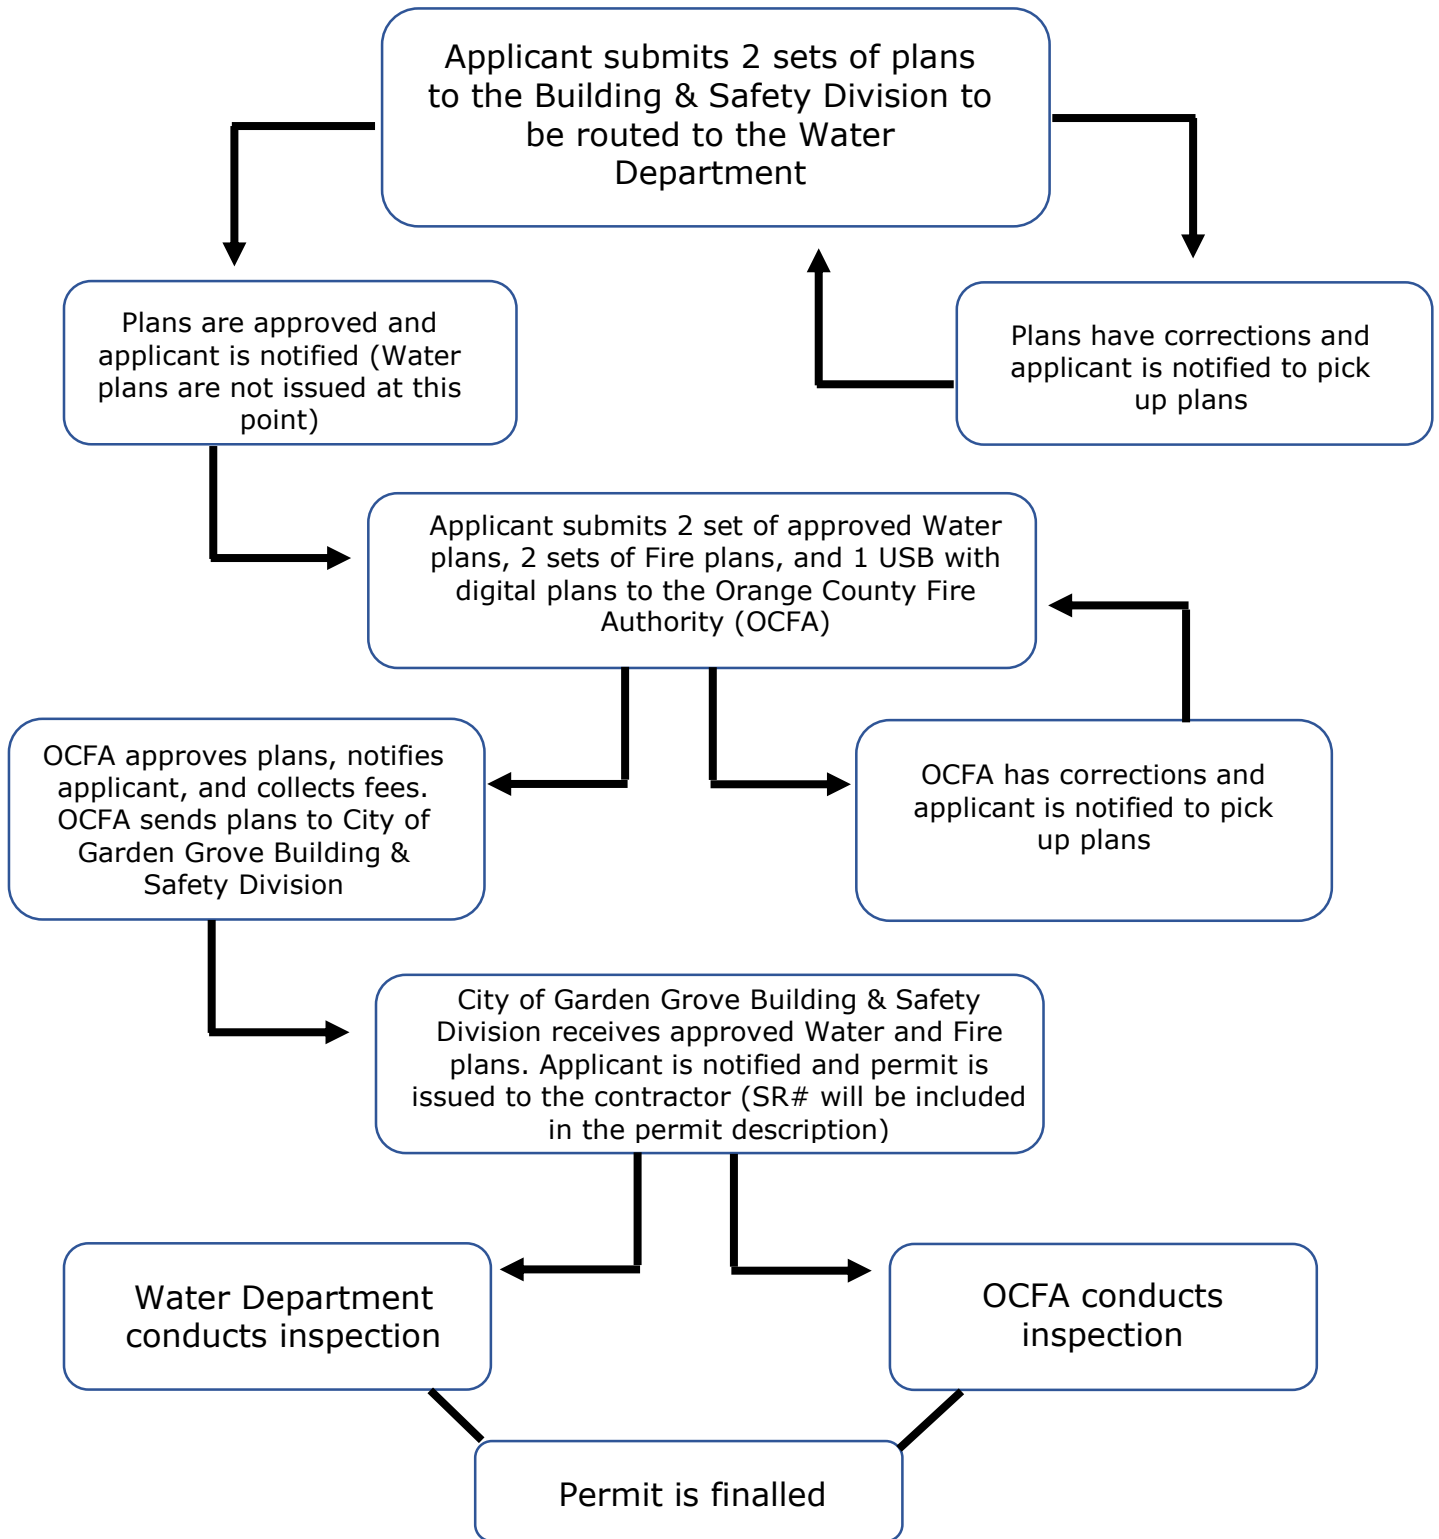 Applicant submits 2 sets of plans
to the Building & Safety Division to
be routed to the Water
Department
Plans are approved and
applicant is notified (Water
plans are not issued at this
point)
Plans have corrections and
applicant is notified to pick
up plans
Applicant submits 2 set of approved Water
plans, 2 sets of Fire plans, and 1 USB with
digital plans to the Orange County Fire
Authority (OCFA)
OCFA approves plans, notifies
applicant, and collects fees.
OCFA sends plans to City of
Garden Grove Building &
Safety Division
OCFA has corrections and
applicant is notified to pick
up plans
City of Garden Grove Building & Safety
Division receives approved Water and Fire
plans. Applicant is notified and permit is
issued to the contractor (SR# will be included
in the permit description)
Water Department
conducts inspection
OCFA conducts
inspection
Permit is finalled